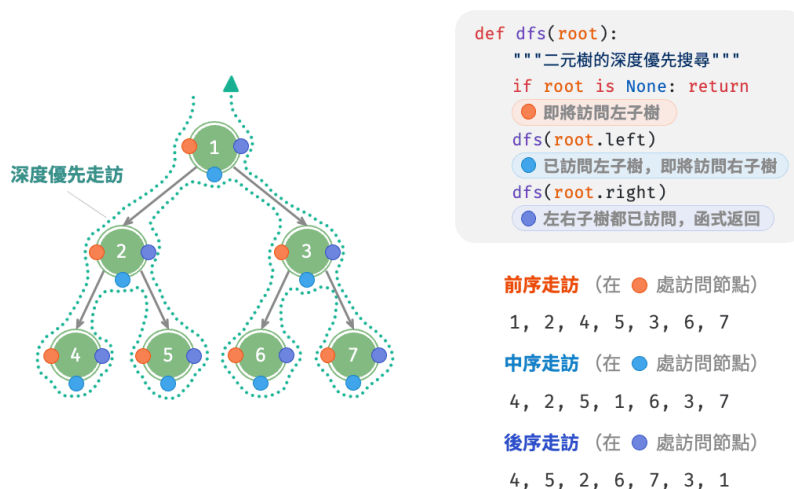 def dfs(root):
"""二元樹的深度優先搜尋"""
if root is None: return
即將訪問左子樹
dfs(root.left)
已訪問左子樹，即將訪問右子樹
dfs(root.right)
左右子樹都已訪問，函式返回
深度優先走訪
1
2
3
4
5
6
7
前序走訪 （在 處訪問節點）
1, 2, 4, 5, 3, 6, 7
中序走訪 （在 處訪問節點）
4, 2, 5, 1, 6, 3, 7
後序走訪 （在 處訪問節點）
4, 5, 2, 6, 7, 3, 1